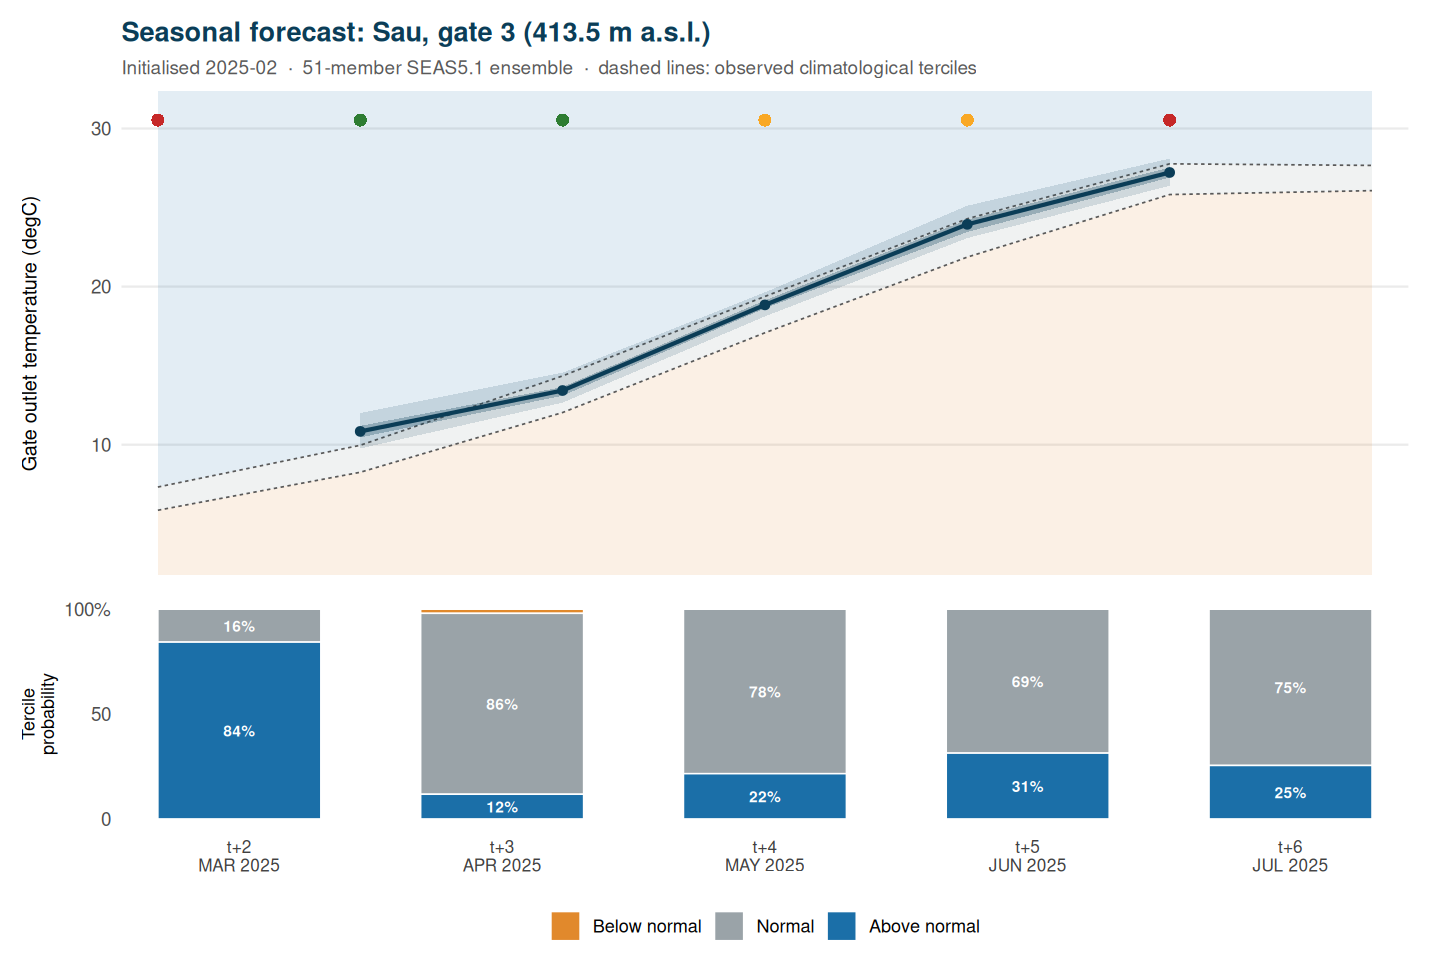 Seasonal forecast: Sau, gate 3 (413.5 m a.s.l.)
Initialised 2025-02 · 51-member SEAS5.1 ensemble · dashed lines: observed climatological terciles
Gate outlet temperature (degC)
30
20
10
Tercile
probability
100%
50
0
16%
84%
86%
12%
78%
22%
69%
31%
75%
25%
t+2
MAR 2025
t+3
APR 2025
t+4
MAY 2025
t+5
JUN 2025
t+6
JUL 2025
Below normal
Normal
Above normal